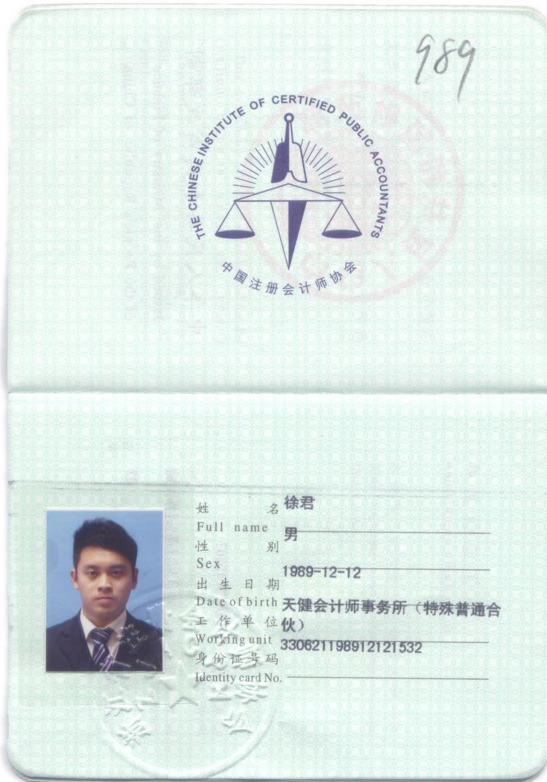 989
THE CHINESE INSTITUTE OF CERTIFIED PUBLIC ACCOUNTANTS
中国注册会计师协会
姓 名 徐君
Full name
性 别 男
Sex
出生日期 1989-12-12
Date of birth
工作单位 天健会计师事务所（特殊普通合
伙）
Working unit
身份证号码 330621198912121532
Identity card No.